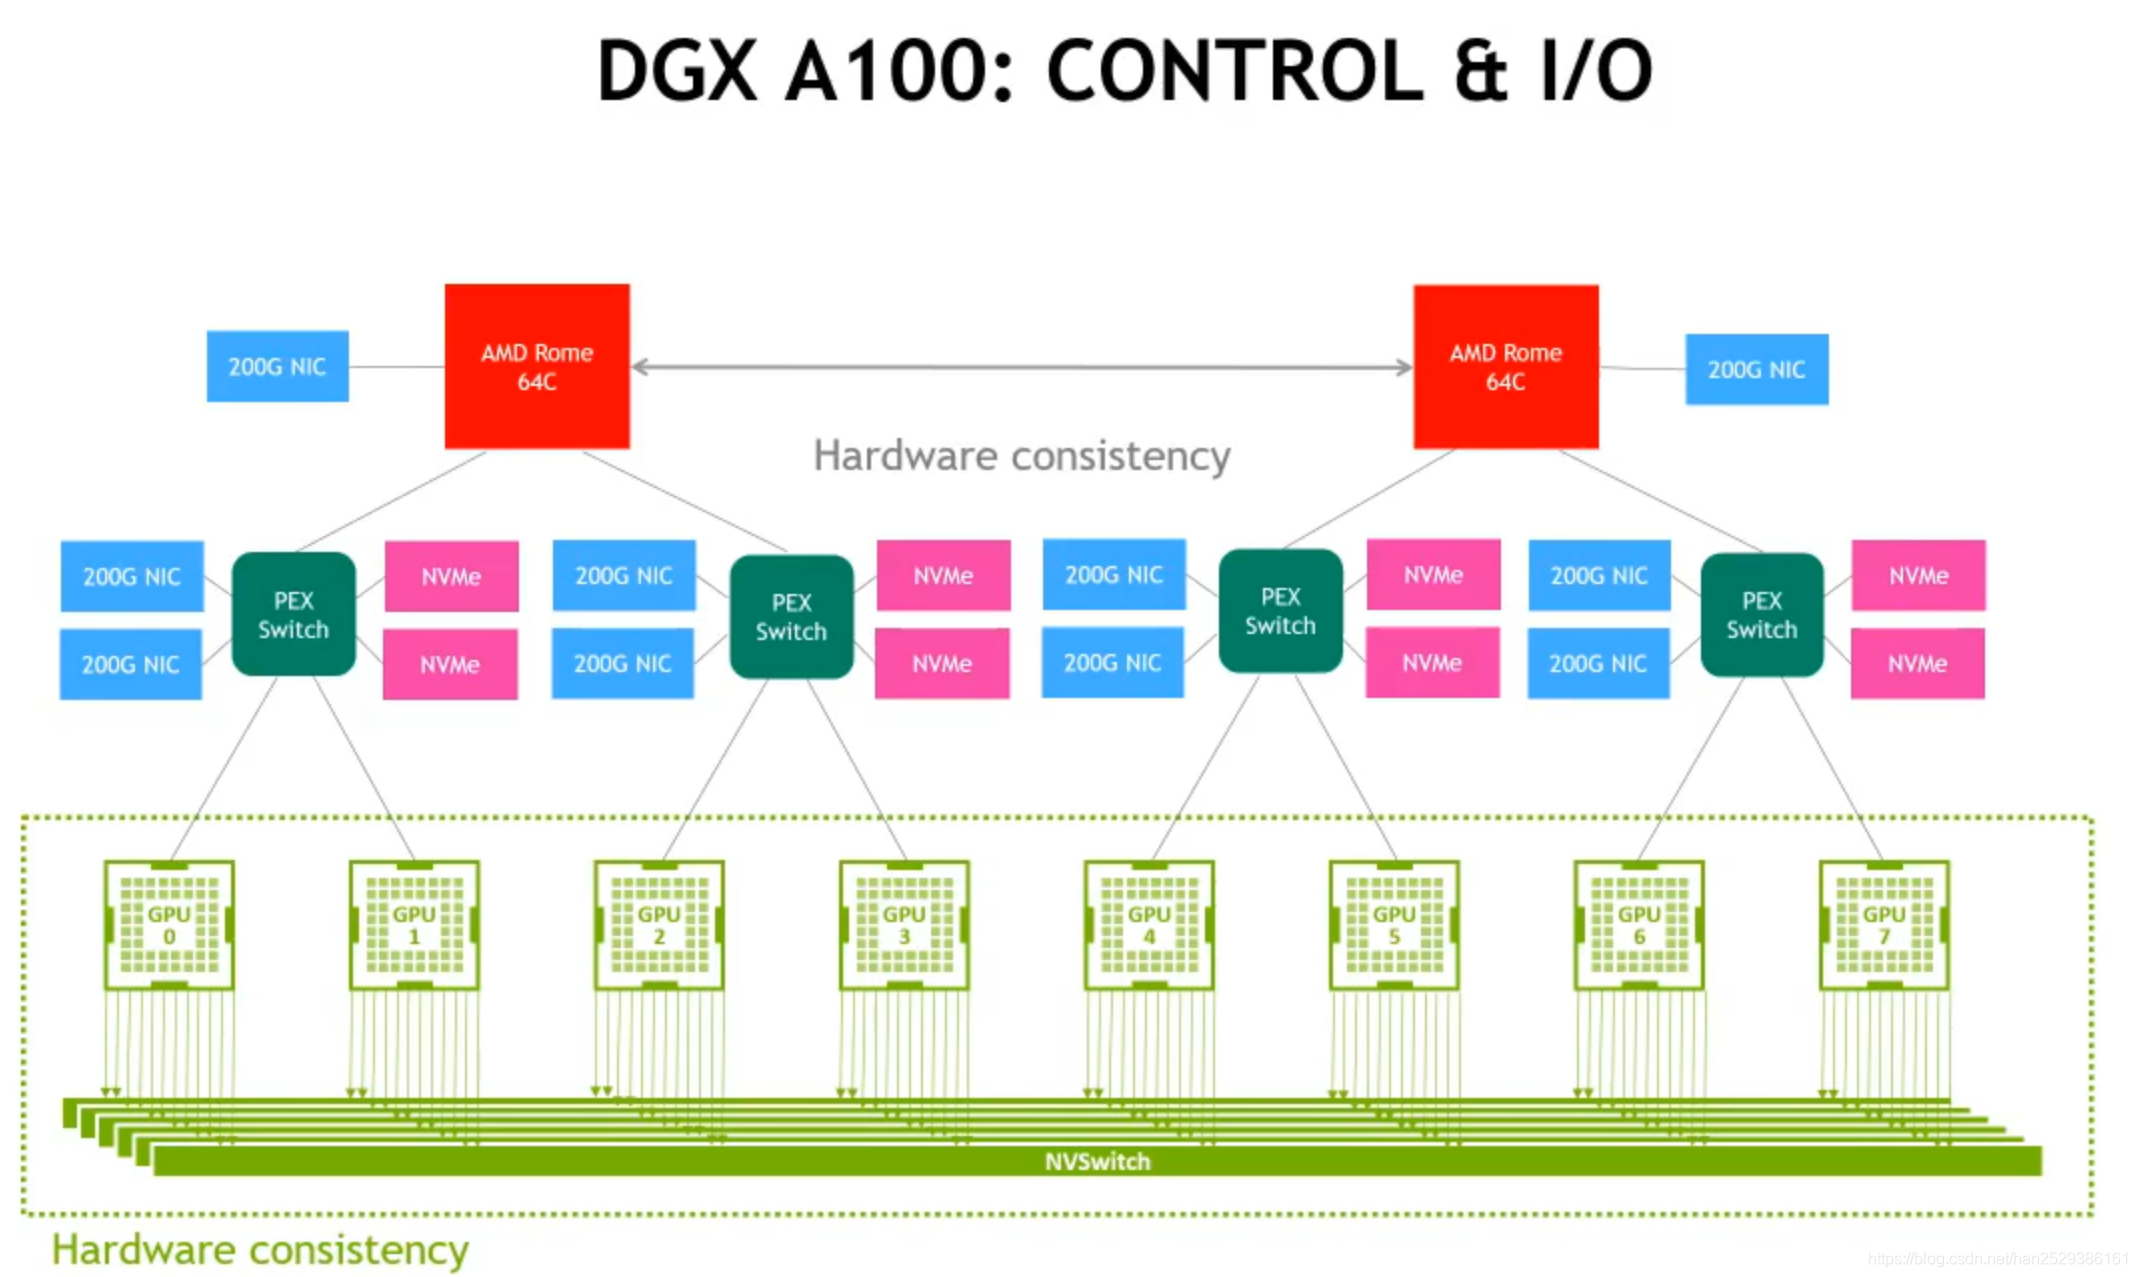 DGX A100: CONTROL & I/O
200G NIC
AMD Rome
64C
AMD Rome
64C
200G NIC
Hardware consistency
200G NIC
200G NIC
PEX
Switch
NVMe
NVMe
200G NIC
200G NIC
PEX
Switch
NVMe
NVMe
200G NIC
200G NIC
PEX
Switch
NVMe
NVMe
200G NIC
200G NIC
PEX
Switch
NVMe
NVMe
GPU
0
GPU
1
GPU
2
GPU
3
GPU
4
GPU
5
GPU
6
GPU
7
NVSwitch
Hardware consistency
https://blog.csdn.net/han2529386161